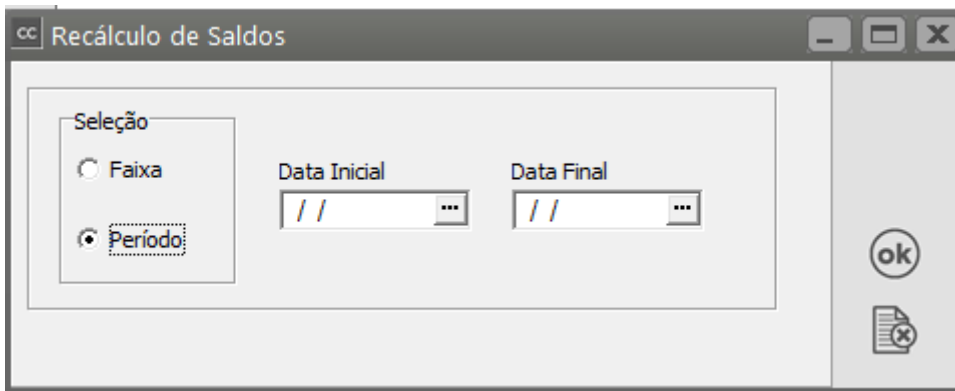 cc Recálculo de Saldos
Seleção
Faixa
Data Inicial Data Final
/ / ... / / ...
Período
ok